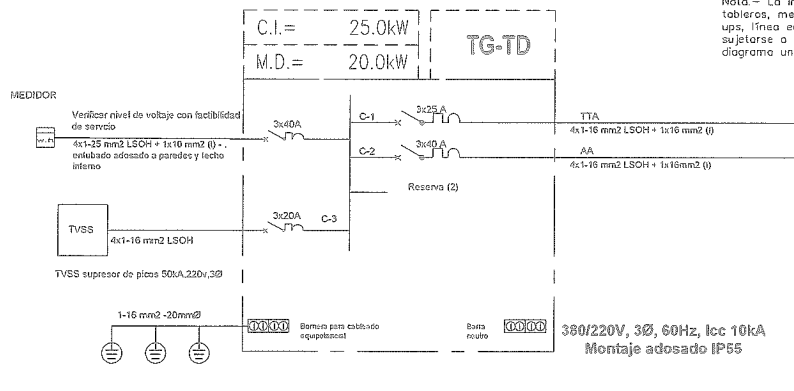 C.I.= 25.0kW
M.D.= 20.0kW
TG-TD
Nota.- La in
tableros, me
ups, línea e
sujetarse a
diagrama un
MEDIDOR
Verificar nivel de voltaje con factibilidad
de servcio
w.h
4x1-25 mm2 LSOH + 1x10 mm2 (t) - .
entubado adosado a paredes y techo
interno
3x40A
C-1
3x25 A
TTA
4x1-16 mm2 LSOH + 1x16 mm2 (t)
C-2
3x40 A
AA
4x1-16 mm2 LSOH + 1x16mm2 (t)
Reserva (2)
TVSS
4x1-16 mm2 LSOH
3x20A
C-3
TVSS supresor de picos 50kA,220v,3Ø
1-16 mm2 -20mmØ
Bornera para cableado
equipotencial
Barra
neutro
380/220V, 3Ø, 60Hz, Icc 10kA
Montaje adosado IP55